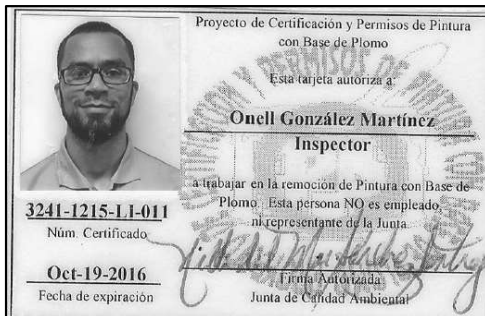 Proyecto de Certificación y Permisos de Pintura
con Base de Plomo
Esta tarjeta autoriza a:
Onell González Martínez
Inspector
a trabajar en la remoción de Pintura con Base de
Plomo. Esta persona NO es empleado,
ni representante de la Junta
3241-1215-LI-011
Núm. Certificado
Oct-19-2016
Fecha de expiración
Firma Autorizada
Junta de Calidad Ambiental